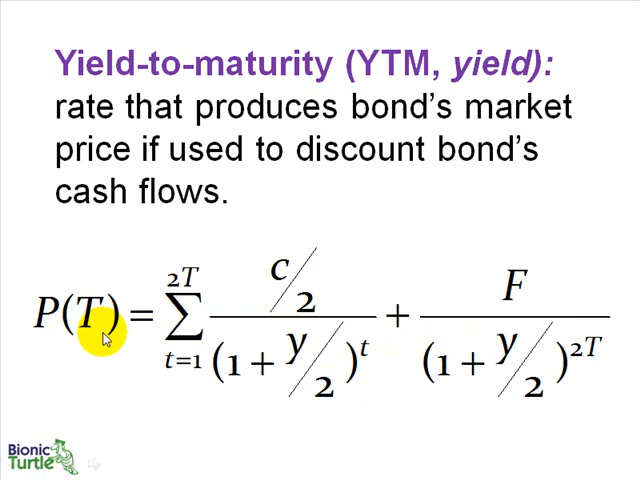 Yield-to-maturity (YTM, yield):
rate that produces bond's market
price if used to discount bond's
cash flows.
P(T) = 2T ∑ t=1 c/2 / (1 + y/2)^t + F / (1 + y/2)^2T
Bionic
Turtle